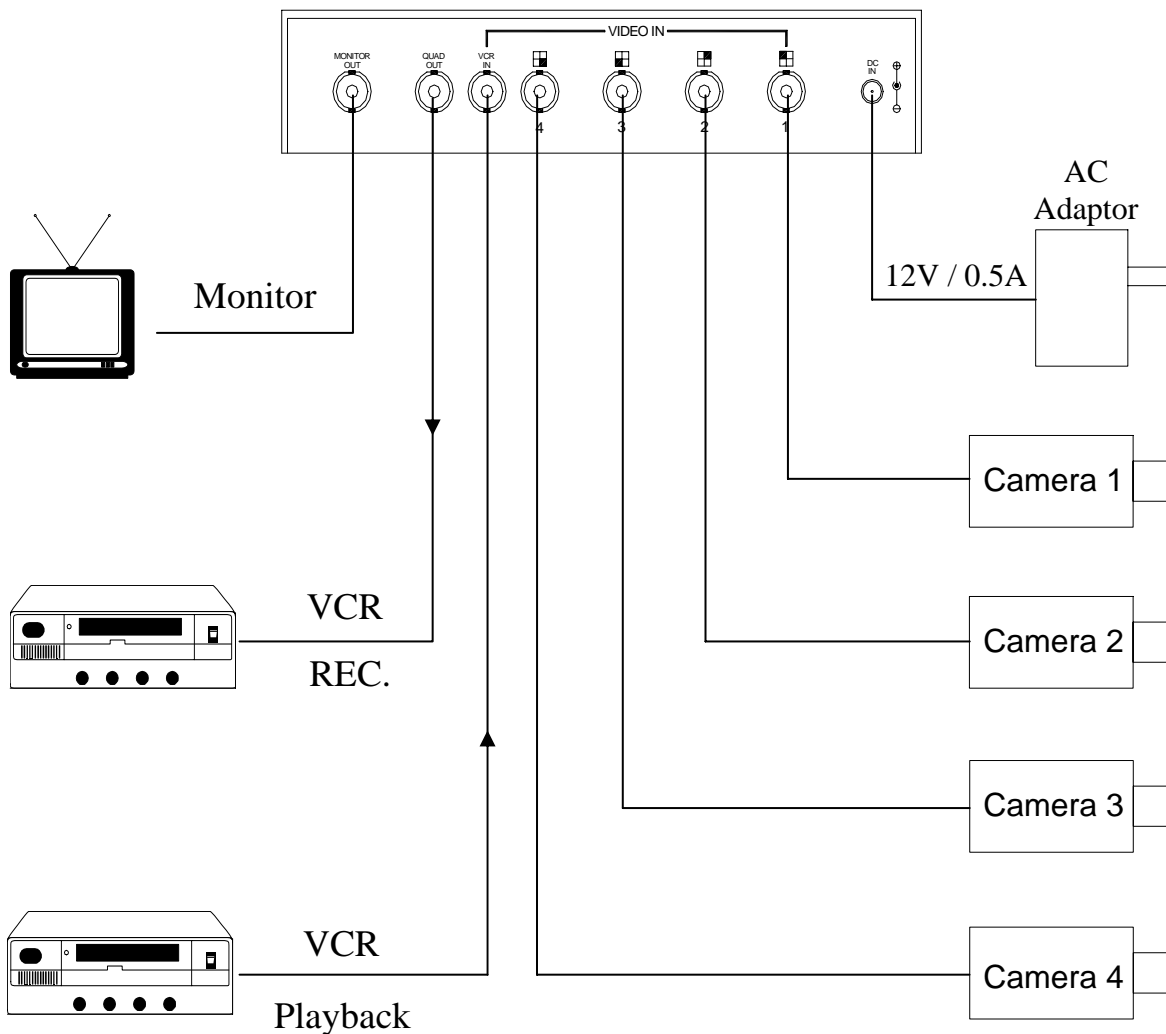 VIDEO IN
MONITOR
OUT
QUAD
OUT
VCR
IN
DC
IN
4
3
2
1
AC
Adaptor
12V / 0.5A
Monitor
Camera 1
VCR
REC.
Camera 2
Camera 3
VCR
Playback
Camera 4